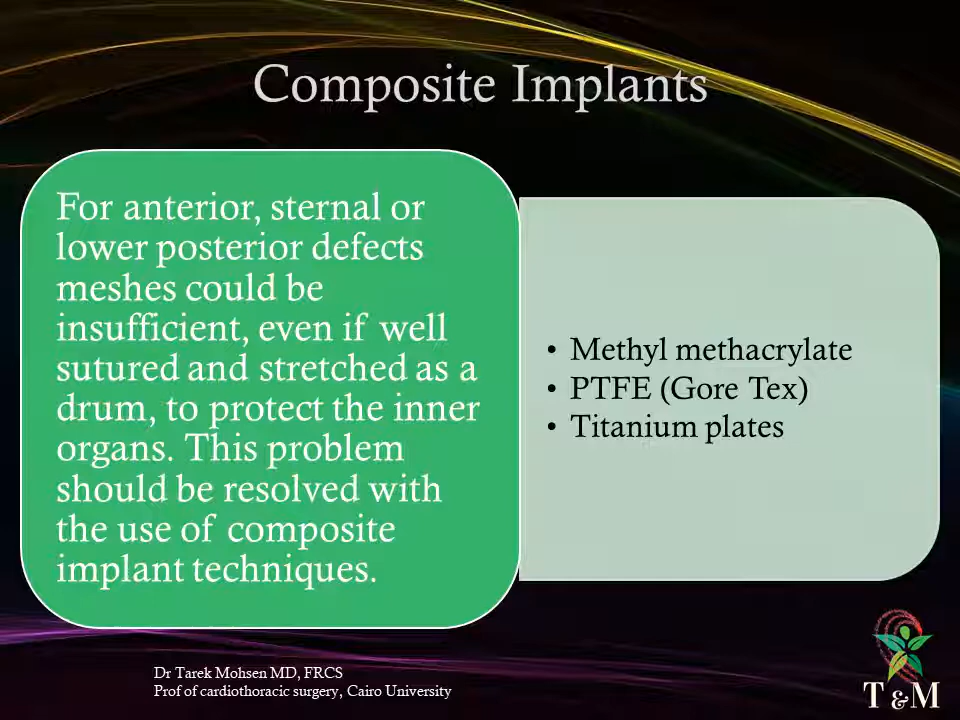 Composite Implants
For anterior, sternal or
lower posterior defects
meshes could be
insufficient, even if well
sutured and stretched as a
drum, to protect the inner
organs. This problem
should be resolved with
the use of composite
implant techniques.
• Methyl methacrylate
• PTFE (Gore Tex)
• Titanium plates
Dr Tarek Mohsen MD, FRCS
Prof of cardiothoracic surgery, Cairo University
T & M